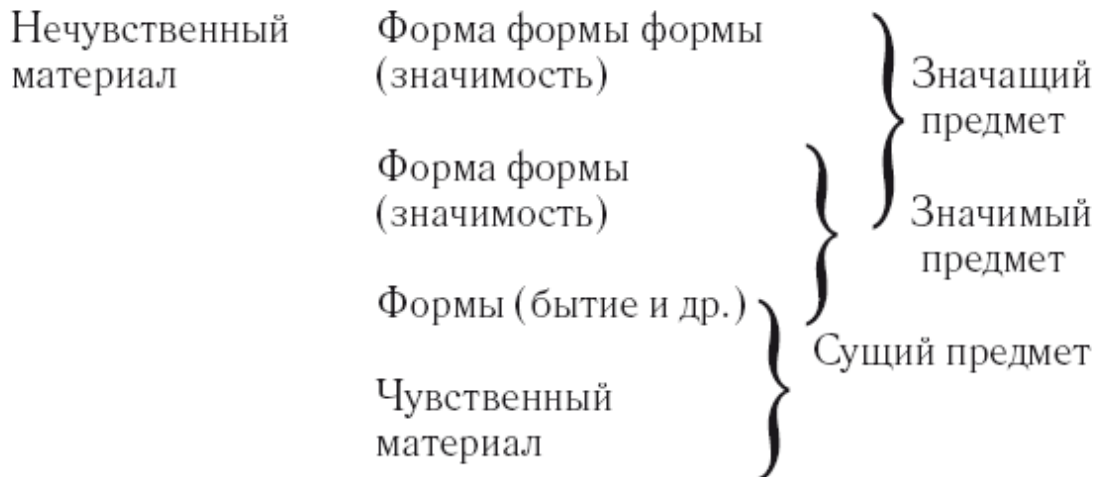 Нечувственный
материал
Форма формы формы
(значимость)
Значащий
предмет
Форма формы
(значимость)
Значимый
предмет
Формы (бытие и др.)
Сущий предмет
Чувственный
материал